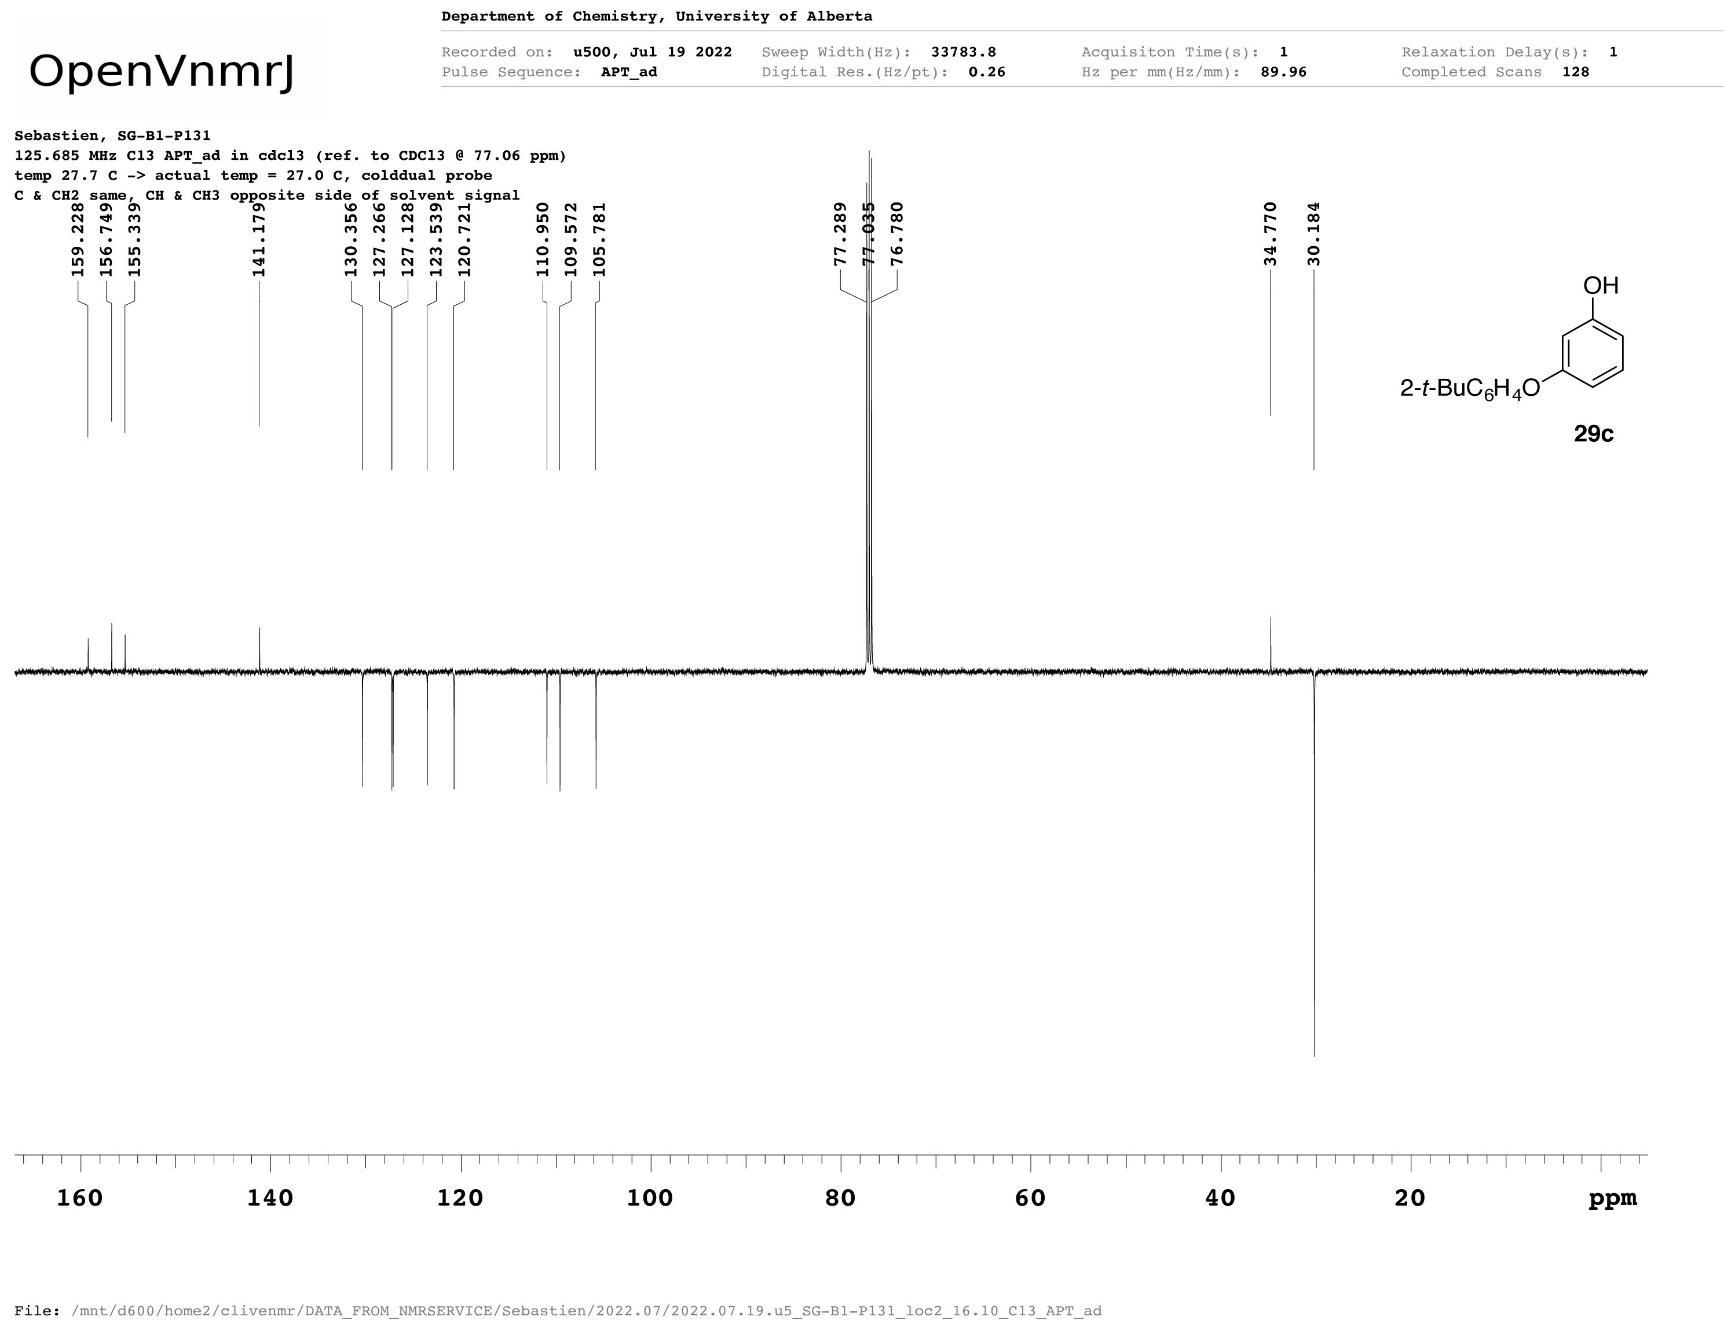 Department of Chemistry, University of Alberta
OpenVnmrJ
Recorded on: u500, Jul 19 2022 Sweep Width(Hz): 33783.8 Acquisiton Time(s): 1 Relaxation Delay(s): 1
Pulse Sequence: APT_ad Digital Res.(Hz/pt): 0.26 Hz per mm(Hz/mm): 89.96 Completed Scans 128
Sebastien, SG-B1-P131
125.685 MHz C13 APT_ad in cdcl3 (ref. to CDCl3 @ 77.06 ppm)
temp 27.7 C -> actual temp = 27.0 C, colddual probe
C & CH2 same, CH & CH3 opposite side of solvent signal
159.228
156.749
155.339
141.179
130.356
127.266
127.128
123.539
120.721
110.950
109.572
105.781
77.289
77.035
76.780
34.770
30.184
OH
2-t-BuC6H4O
29c
160 140 120 100 80 60 40 20 ppm
File: /mnt/d600/home2/clivenmr/DATA_FROM_NMRSERVICE/Sebastien/2022.07/2022.07.19.u5_SG-B1-P131_loc2_16.10_C13_APT_ad